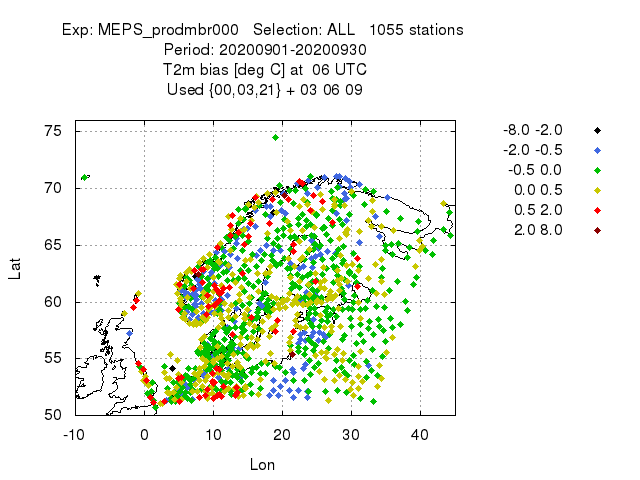 Exp: MEPS_prodmbr000 Selection: ALL 1055 stations
Period: 20200901-20200930
T2m bias [deg C] at 06 UTC
Used {00,03,21} + 03 06 09
-8.0 -2.0
-2.0 -0.5
-0.5 0.0
0.0 0.5
0.5 2.0
2.0 8.0
75
70
65
60
55
50
Lat
-10 0 10 20 30 40
Lon